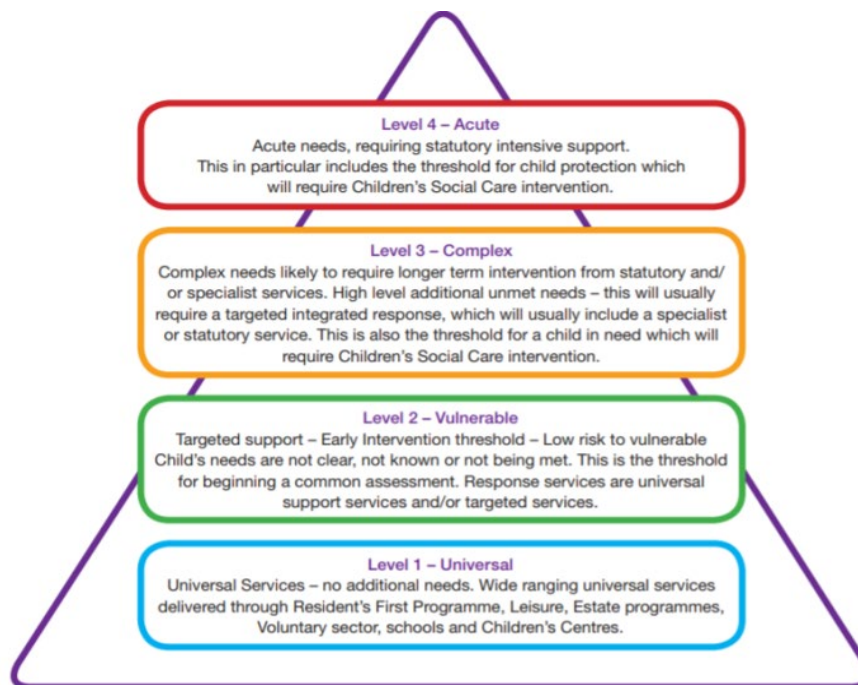 Level 4 – Acute
Acute needs, requiring statutory intensive support.
This in particular includes the threshold for child protection which
will require Children's Social Care intervention.
Level 3 – Complex
Complex needs likely to require longer term intervention from statutory and/
or specialist services. High level additional unmet needs – this will usually
require a targeted integrated response, which will usually include a specialist
or statutory service. This is also the threshold for a child in need which will
require Children's Social Care intervention.
Level 2 – Vulnerable
Targeted support – Early Intervention threshold – Low risk to vulnerable
Child's needs are not clear, not known or not being met. This is the threshold
for beginning a common assessment. Response services are universal
support services and/or targeted services.
Level 1 – Universal
Universal Services – no additional needs. Wide ranging universal services
delivered through Resident's First Programme, Leisure, Estate programmes,
Voluntary sector, schools and Children's Centres.